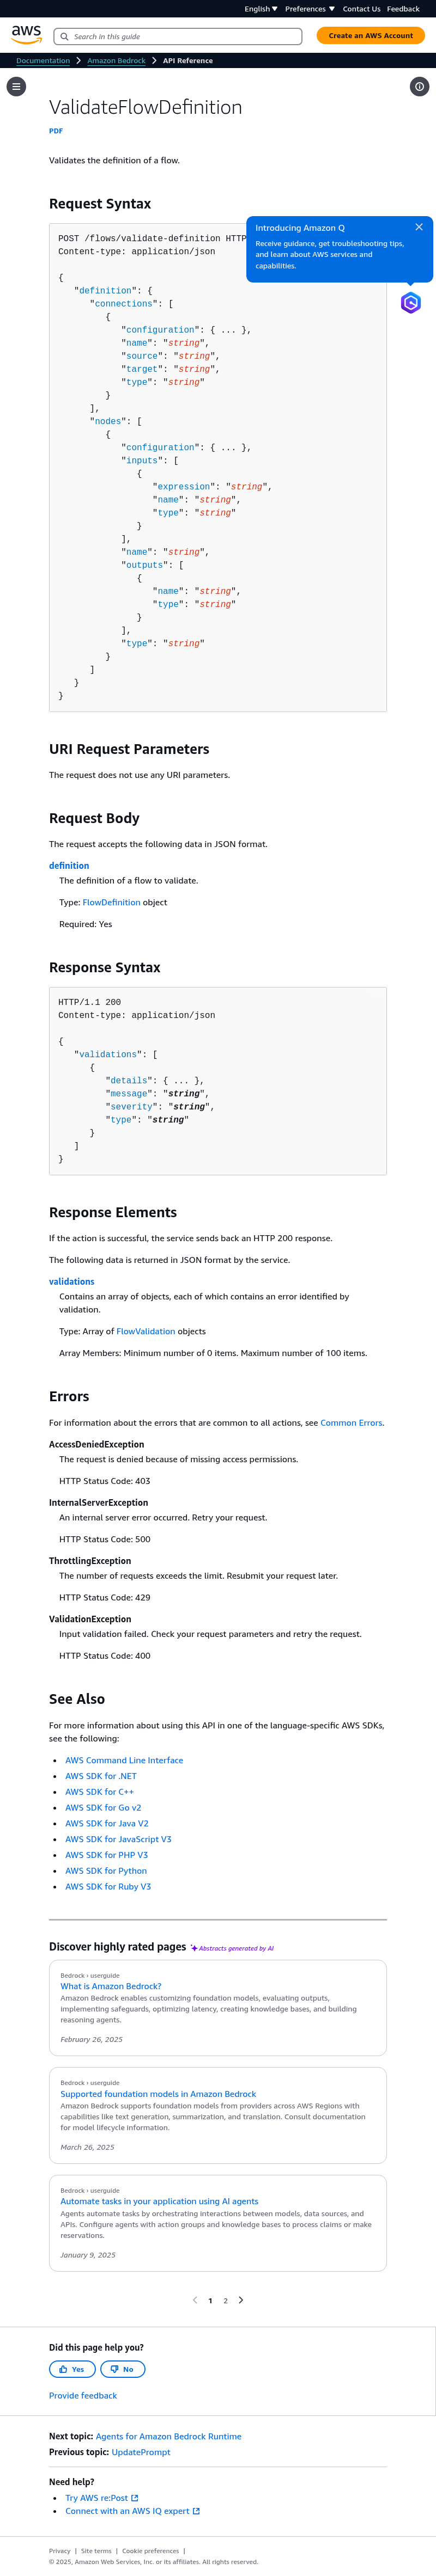 English Preferences Contact Us Feedback
aws Search in this guide Create an AWS Account
Documentation Amazon Bedrock API Reference
ValidateFlowDefinition
PDF
Validates the definition of a flow.
Request Syntax
POST /flows/validate-definition HTTP
Content-type: application/json
{
"definition": {
"connections": [
{
"configuration": { ... },
"name": "string",
"source": "string",
"target": "string",
"type": "string"
}
],
"nodes": [
{
"configuration": { ... },
"inputs": [
{
"expression": "string",
"name": "string",
"type": "string"
}
],
"name": "string",
"outputs": [
{
"name": "string",
"type": "string"
}
],
"type": "string"
}
]
}
}
Introducing Amazon Q
Receive guidance, get troubleshooting tips,
and learn about AWS services and
capabilities.
URI Request Parameters
The request does not use any URI parameters.
Request Body
The request accepts the following data in JSON format.
definition
The definition of a flow to validate.
Type: FlowDefinition object
Required: Yes
Response Syntax
HTTP/1.1 200
Content-type: application/json
{
"validations": [
{
"details": { ... },
"message": "string",
"severity": "string",
"type": "string"
}
]
}
Response Elements
If the action is successful, the service sends back an HTTP 200 response.
The following data is returned in JSON format by the service.
validations
Contains an array of objects, each of which contains an error identified by
validation.
Type: Array of FlowValidation objects
Array Members: Minimum number of 0 items. Maximum number of 100 items.
Errors
For information about the errors that are common to all actions, see Common Errors.
AccessDeniedException
The request is denied because of missing access permissions.
HTTP Status Code: 403
InternalServerException
An internal server error occurred. Retry your request.
HTTP Status Code: 500
ThrottlingException
The number of requests exceeds the limit. Resubmit your request later.
HTTP Status Code: 429
ValidationException
Input validation failed. Check your request parameters and retry the request.
HTTP Status Code: 400
See Also
For more information about using this API in one of the language-specific AWS SDKs,
see the following:
• AWS Command Line Interface
• AWS SDK for .NET
• AWS SDK for C++
• AWS SDK for Go v2
• AWS SDK for Java V2
• AWS SDK for JavaScript V3
• AWS SDK for PHP V3
• AWS SDK for Python
• AWS SDK for Ruby V3
Discover highly rated pages Abstracts generated by AI
Bedrock › userguide
What is Amazon Bedrock?
Amazon Bedrock enables customizing foundation models, evaluating outputs,
implementing safeguards, optimizing latency, creating knowledge bases, and building
reasoning agents.
February 26, 2025
Bedrock › userguide
Supported foundation models in Amazon Bedrock
Amazon Bedrock supports foundation models from providers across AWS Regions with
capabilities like text generation, summarization, and translation. Consult documentation
for model lifecycle information.
March 26, 2025
Bedrock › userguide
Automate tasks in your application using AI agents
Agents automate tasks by orchestrating interactions between models, data sources, and
APIs. Configure agents with action groups and knowledge bases to process claims or make
reservations.
January 9, 2025
1 2
Did this page help you?
Yes No
Provide feedback
Next topic: Agents for Amazon Bedrock Runtime
Previous topic: UpdatePrompt
Need help?
• Try AWS re:Post
• Connect with an AWS IQ expert
Privacy | Site terms | Cookie preferences |
© 2025, Amazon Web Services, Inc. or its affiliates. All rights reserved.